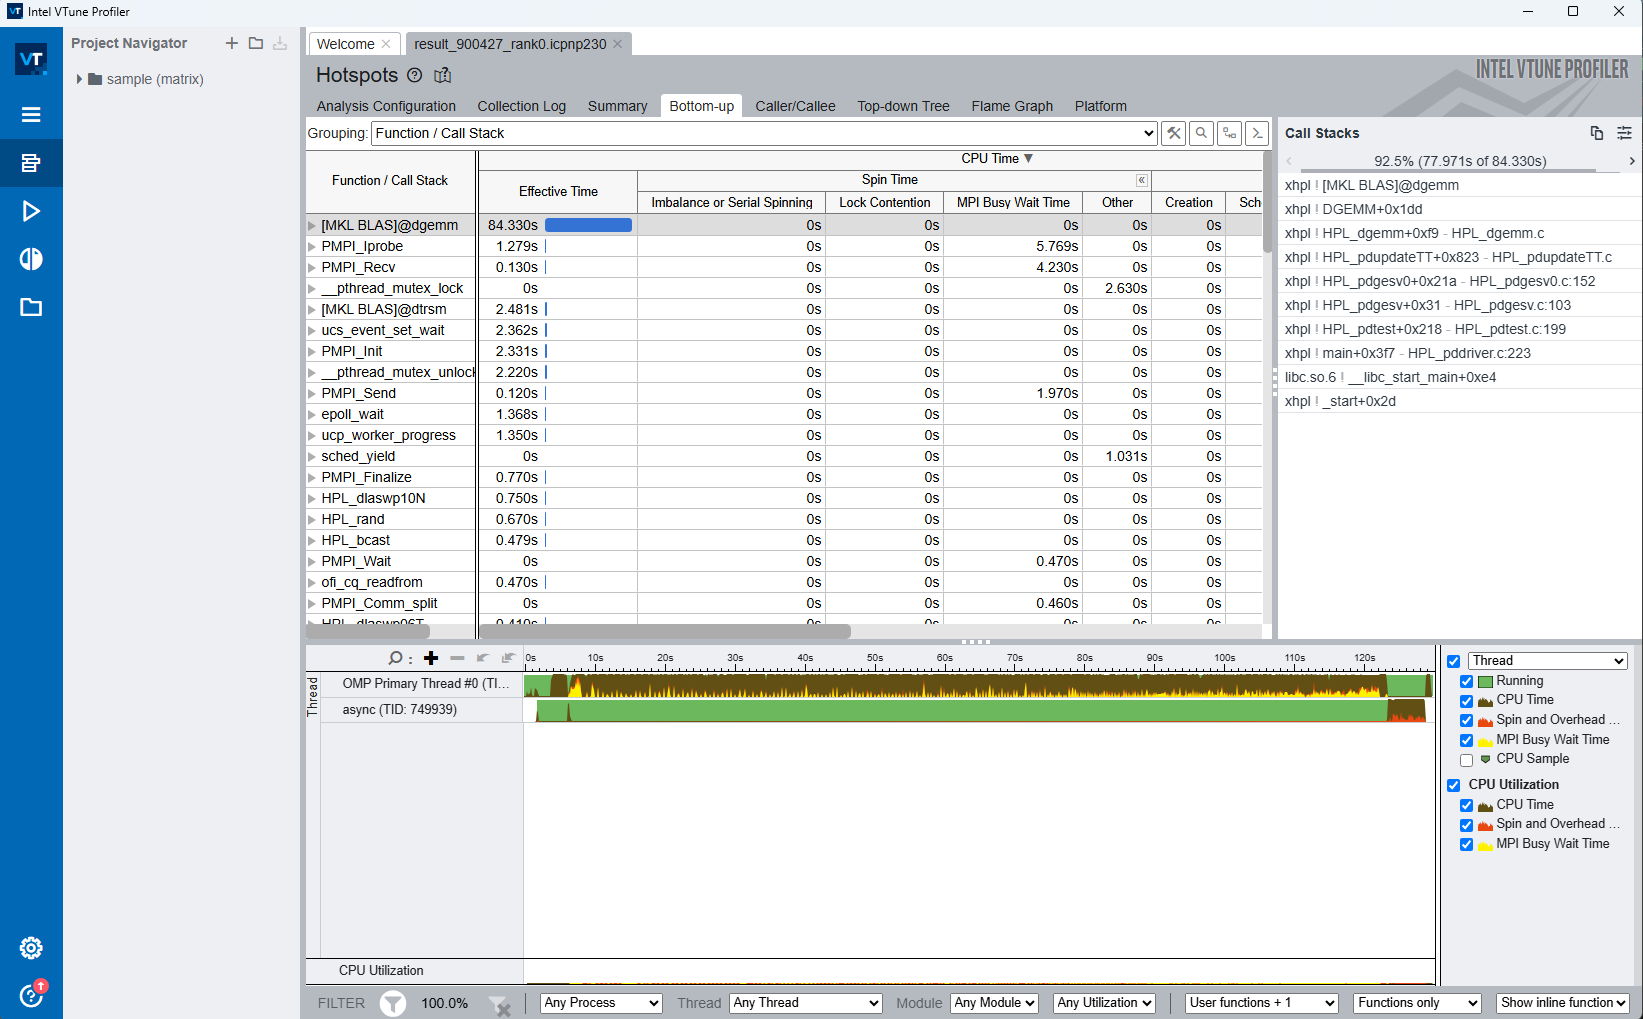 Intel VTune Profiler
Project Navigator
sample (matrix)
Welcome
result_900427_rank0.icpnp230
Hotspots
INTEL VTUNE PROFILER
Analysis Configuration Collection Log Summary Bottom-up Caller/Callee Top-down Tree Flame Graph Platform
Grouping: Function / Call Stack
Function / Call Stack
CPU Time
Effective Time
Spin Time
Imbalance or Serial Spinning Lock Contention MPI Busy Wait Time Other Creation Sch
[MKL BLAS]@dgemm 84.330s 0s 0s 0s 0s 0s
PMPI_Iprobe 1.279s 0s 0s 5.769s 0s 0s
PMPI_Recv 0.130s 0s 0s 4.230s 0s 0s
__pthread_mutex_lock 0s 0s 0s 0s 2.630s 0s
[MKL BLAS]@dtrsm 2.481s 0s 0s 0s 0s 0s
ucs_event_set_wait 2.362s 0s 0s 0s 0s 0s
PMPI_Init 2.331s 0s 0s 0s 0s 0s
__pthread_mutex_unlock 2.220s 0s 0s 0s 0s 0s
PMPI_Send 0.120s 0s 0s 1.970s 0s 0s
epoll_wait 1.368s 0s 0s 0s 0s 0s
ucp_worker_progress 1.350s 0s 0s 0s 0s 0s
sched_yield 0s 0s 0s 0s 1.031s 0s
PMPI_Finalize 0.770s 0s 0s 0s 0s 0s
HPL_dlaswp10N 0.750s 0s 0s 0s 0s 0s
HPL_rand 0.670s 0s 0s 0s 0s 0s
HPL_bcast 0.479s 0s 0s 0s 0s 0s
PMPI_Wait 0s 0s 0s 0.470s 0s 0s
ofi_cq_readfrom 0.470s 0s 0s 0s 0s 0s
PMPI_Comm_split 0s 0s 0s 0.460s 0s 0s
HPL_dlaswp06T 0.410s 0s 0s 0s 0s 0s
Call Stacks
92.5% (77.971s of 84.330s)
xhpl ! [MKL BLAS]@dgemm
xhpl ! DGEMM+0x1dd
xhpl ! HPL_dgemm+0xf9 - HPL_dgemm.c
xhpl ! HPL_pdupdateTT+0x823 - HPL_pdupdateTT.c
xhpl ! HPL_pdgesv0+0x21a - HPL_pdgesv0.c:152
xhpl ! HPL_pdgesv+0x31 - HPL_pdgesv.c:103
xhpl ! HPL_pdtest+0x218 - HPL_pdtest.c:199
xhpl ! main+0x3f7 - HPL_pddriver.c:223
libc.so.6 ! __libc_start_main+0xe4
xhpl ! _start+0x2d
0s 10s 20s 30s 40s 50s 60s 70s 80s 90s 100s 110s 120s
Thread
OMP Primary Thread #0 (TI...
async (TID: 749939)
CPU Utilization
Thread
Running
CPU Time
Spin and Overhead ...
MPI Busy Wait Time
CPU Sample
CPU Utilization
CPU Time
Spin and Overhead ...
MPI Busy Wait Time
FILTER 100.0% Any Process Thread Any Thread Module Any Module Any Utilization User functions + 1 Functions only Show inline function